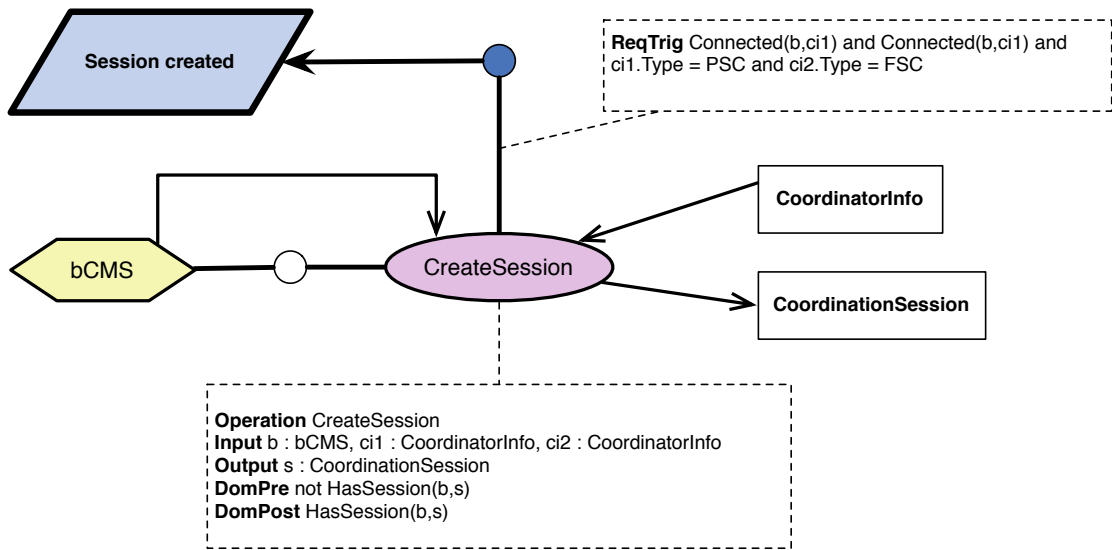 Session created
ReqTrig Connected(b,ci1) and Connected(b,ci1) and
ci1.Type = PSC and ci2.Type = FSC
CoordinatorInfo
bCMS
CreateSession
CoordinationSession
Operation CreateSession
Input b : bCMS, ci1 : CoordinatorInfo, ci2 : CoordinatorInfo
Output s : CoordinationSession
DomPre not HasSession(b,s)
DomPost HasSession(b,s)